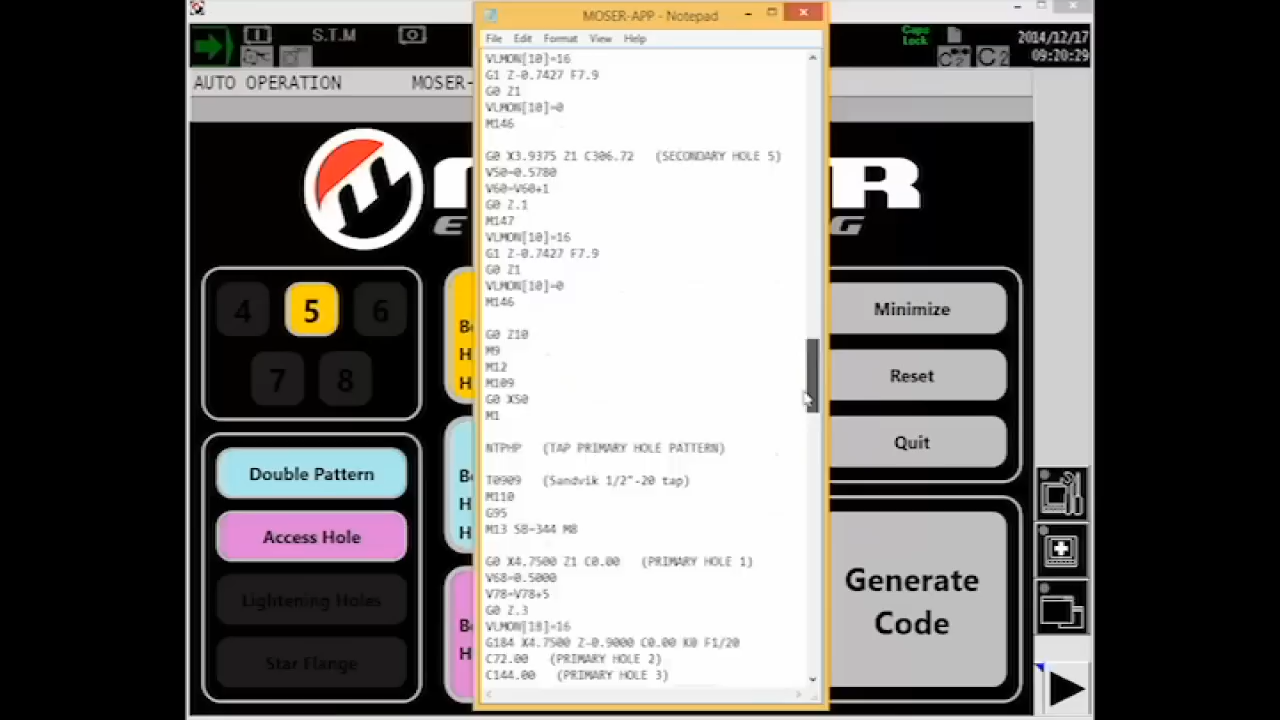 MOSER-APP - Notepad
S.T.M
Caps Lock
2014/12/17
09:20:29
File Edit Format View Help
AUTO OPERATION MOSER-
VLMON[10]=16
G1 Z-0.7427 F7.9
G0 Z1
VLMON[10]=0
M146
G0 X3.9375 Z1 C306.72 (SECONDARY HOLE 5)
V50=0.5780
V60=V60+1
G0 Z.1
M147
VLMON[10]=16
G1 Z-0.7427 F7.9
G0 Z1
VLMON[10]=0
M146
G0 Z10
M9
M12
M109
G0 X50
M1
NTPHP (TAP PRIMARY HOLE PATTERN)
T0909 (Sandvik 1/2"-20 tap)
M110
G95
M13 SB=344 M8
G0 X4.7500 Z1 C0.00 (PRIMARY HOLE 1)
V68=0.5000
V78=V78+5
G0 Z.3
VLMON[18]=16
G184 X4.7500 Z-0.9000 C0.00 K0 F1/20
C72.00 (PRIMARY HOLE 2)
C144.00 (PRIMARY HOLE 3)
R
E G
4 5 6
7 8
Double Pattern
Access Hole
Lightening Holes
Star Flange
B
H
H
B
H
H
B
H
Minimize
Reset
Quit
Generate
Code